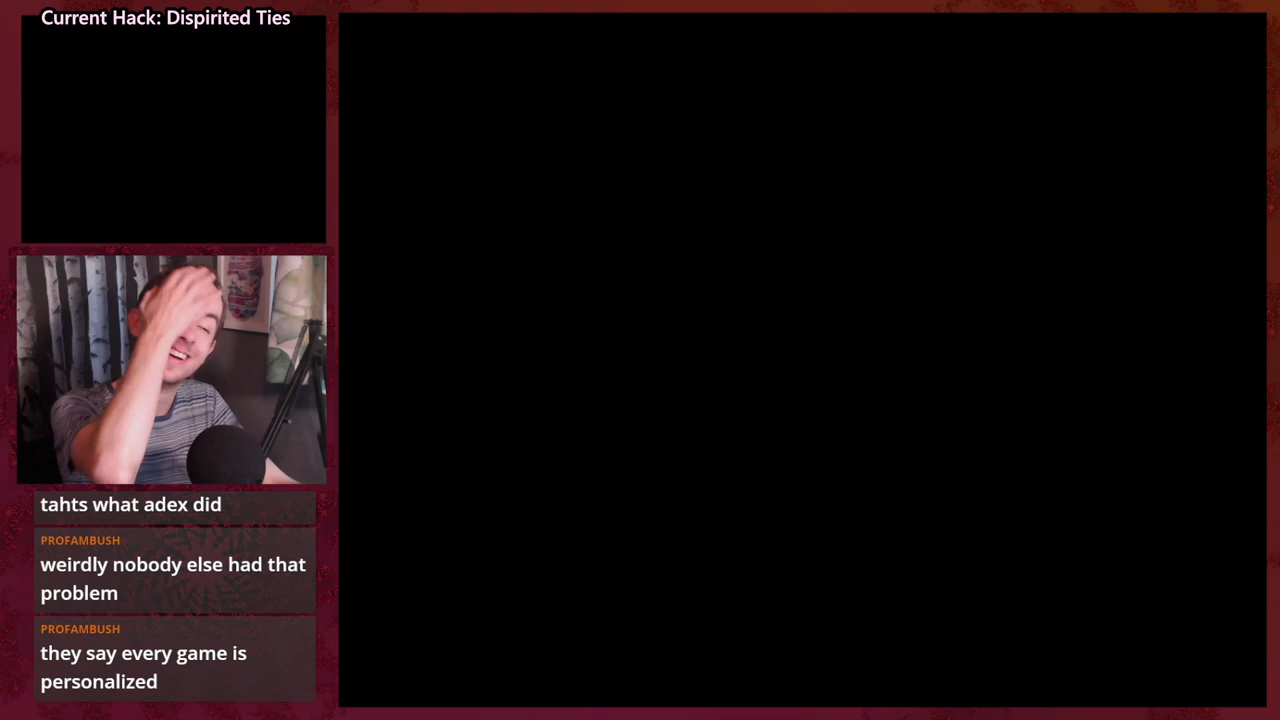 Current Hack: Dispirited Ties
tahts what adex did
PROFAMBUSH
weirdly nobody else had that
problem
PROFAMBUSH
they say every game is
personalized